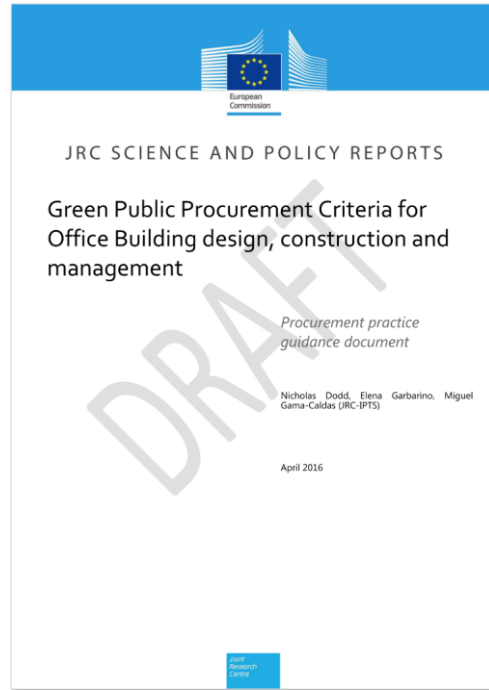 European
Commission
JRC SCIENCE AND POLICY REPORTS
Green Public Procurement Criteria for
Office Building design, construction and
management
DRAFT
Procurement practice
guidance document
Nicholas Dodd, Elena Garbarino, Miguel
Gama-Caldas (JRC-IPTS)
April 2016
Joint
Research
Centre